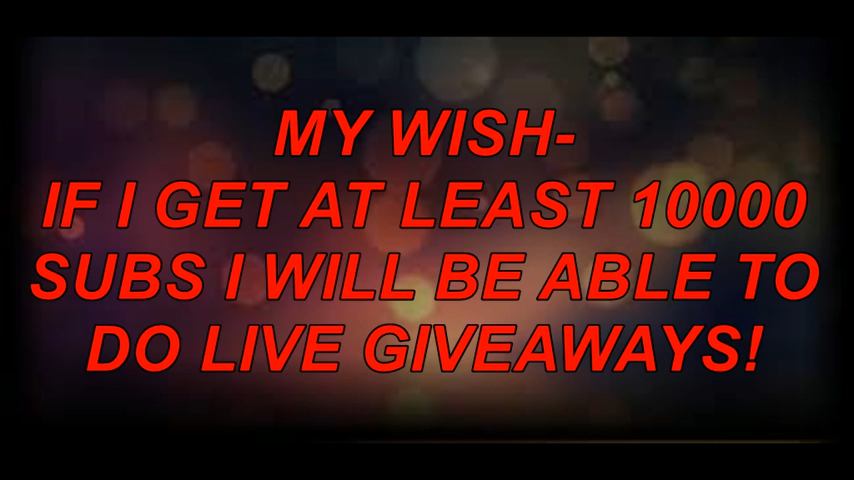 MY WISH-
IF I GET AT LEAST 10000
SUBS I WILL BE ABLE TO
DO LIVE GIVEAWAYS!